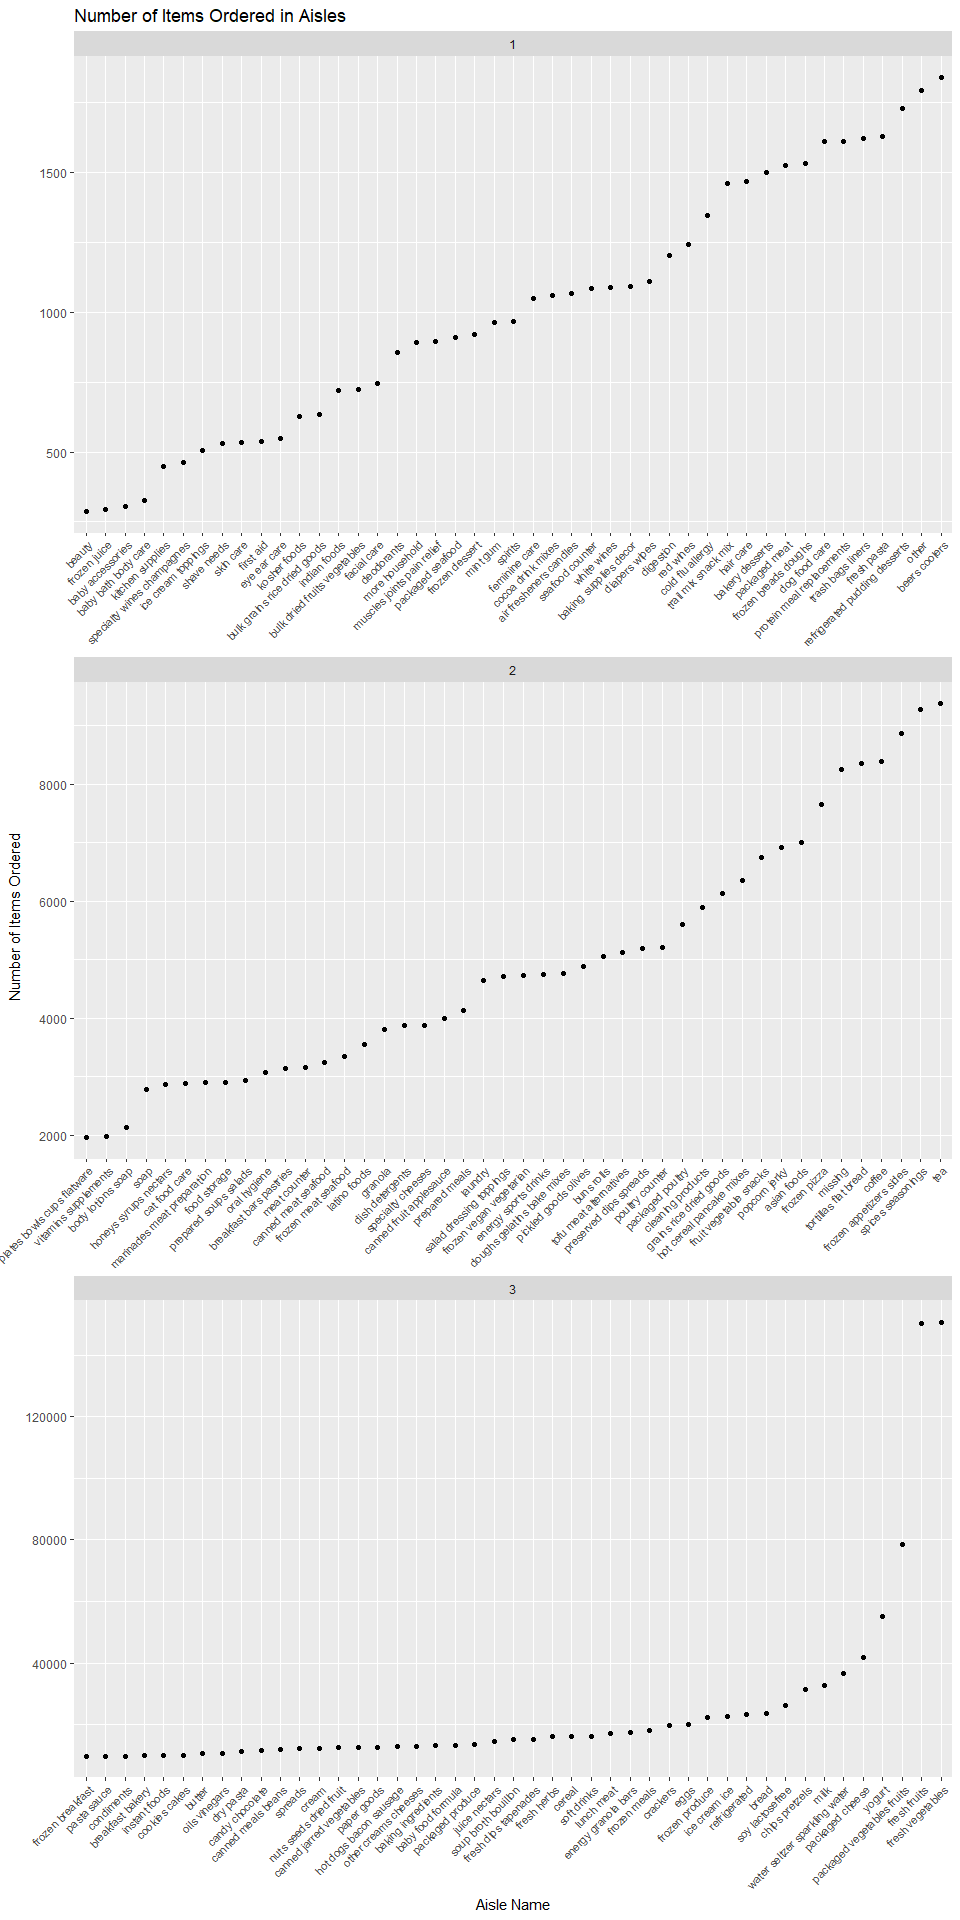 Number of Items Ordered in Aisles
1
1500
1000
500
beauty
frozen juice
baby accessories
baby bath body care
kitchen supplies
specialty wines champagnes
ice cream toppings
shave needs
skin care
first aid
eye ear care
kosher foods
bulk grains rice dried goods
indian foods
bulk dried fruits vegetables
facial care
deodorants
more household
muscles joints pain relief
packaged seafood
frozen dessert
mint gum
spirits
feminine care
cocoa drink mixes
air fresheners candles
seafood counter
white wines
baking supplies decor
diapers wipes
digestion
red wines
cold flu allergy
trail mix snack mix
hair care
bakery desserts
packaged meat
frozen breads doughs
dog food care
protein meal replacements
trash bags liners
fresh pasta
refrigerated pudding desserts
other
beers coolers
2
Number of Items Ordered
8000
6000
4000
2000
plates bowls cups flatware
vitamins supplements
body lotions soap
soap
honeys syrups nectars
cat food care
marinades meat preparation
food storage
prepared soups salads
oral hygiene
breakfast bars pastries
meat counter
canned meat seafood
frozen meat seafood
latino foods
granola
dish detergents
specialty cheeses
canned fruit applesauce
prepared meals
laundry
salad dressing toppings
frozen vegan vegetarian
energy sports drinks
doughs gelatins bake mixes
pickled goods olives
buns rolls
tofu meat alternatives
preserved dips spreads
poultry counter
packaged poultry
cleaning products
grains rice dried goods
hot cereal pancake mixes
fruit vegetable snacks
popcorn jerky
asian foods
frozen pizza
missing
tortillas flat bread
coffee
frozen appetizers sides
spices seasonings
tea
3
120000
80000
40000
frozen breakfast
pasta sauce
condiments
breakfast bakery
instant foods
cookies cakes
butter
oils vinegars
dry pasta
candy chocolate
canned meals beans
spreads
cream
nuts seeds dried fruit
canned jarred vegetables
paper goods
hot dogs bacon sausage
other creams cheeses
baking ingredients
baby food formula
packaged produce
juice nectars
soup broth bouillon
fresh dips tapenades
fresh herbs
cereal
soft drinks
lunch meat
energy granola bars
frozen meals
crackers
eggs
frozen produce
ice cream ice
refrigerated
bread
soy lactosefree
chips pretzels
milk
water seltzer sparkling water
packaged cheese
yogurt
packaged vegetables fruits
fresh fruits
fresh vegetables
Aisle Name